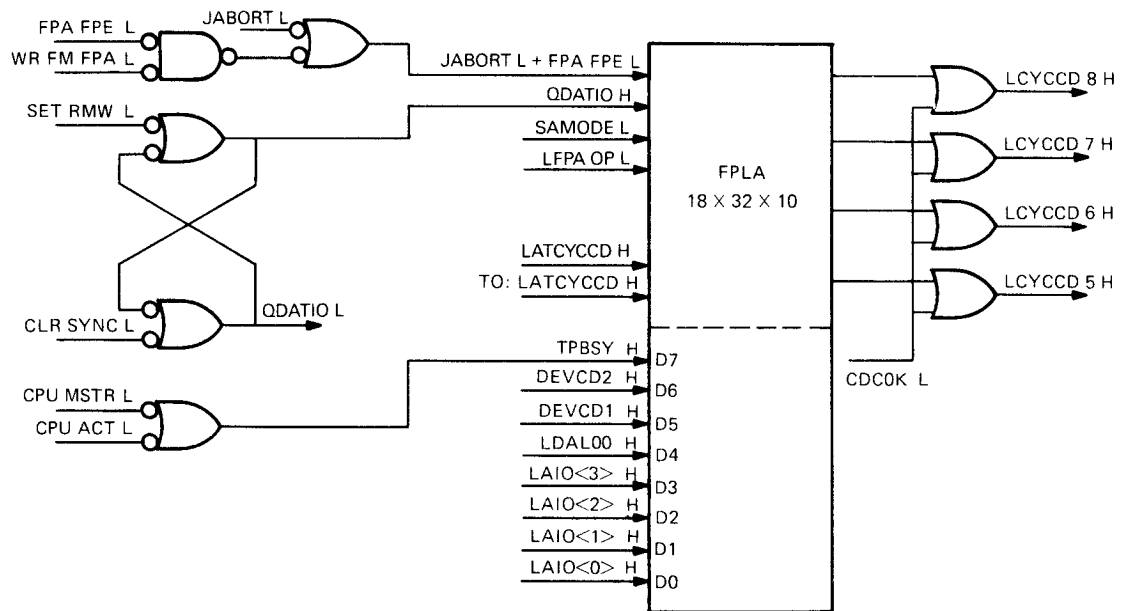 FPA FPE L
WR FM FPA L
JABORT L
JABORT L + FPA FPE L
QDATIO H
SET RMW L
SAMODE L
LFPA OP L
FPLA
18 X 32 X 10
LCYCCD 8 H
LCYCCD 7 H
LCYCCD 6 H
LCYCCD 5 H
LATCYCCD H
TO: LATCYCCD H
QDATIO L
CLR SYNC L
CDC0K L
CPU MSTR L
CPU ACT L
TPBSY H D7
DEVCD2 H D6
DEVCD1 H D5
LDAL00 H D4
LAIO<3> H D3
LAIO<2> H D2
LAIO<1> H D1
LAIO<0> H D0